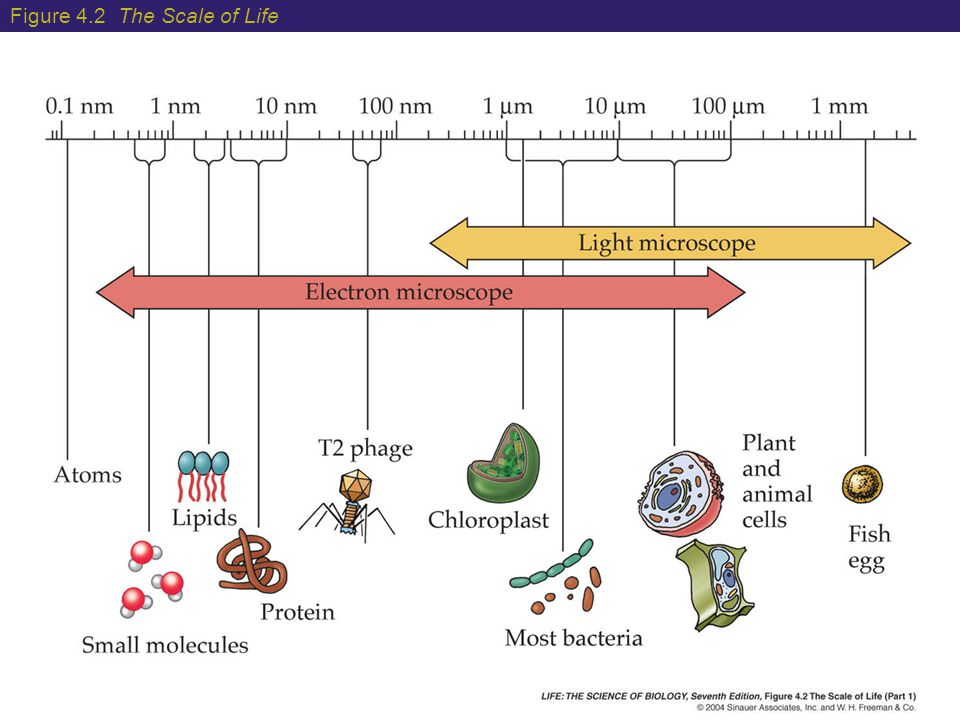 Figure 4.2 The Scale of Life
0.1 nm 1 nm 10 nm 100 nm 1 µm 10 µm 100 µm 1 mm
Light microscope
Electron microscope
Atoms
Small molecules
Lipids
Protein
T2 phage
Chloroplast
Most bacteria
Plant
and
animal
cells
Fish
egg
LIFE: THE SCIENCE OF BIOLOGY, Seventh Edition, Figure 4.2 The Scale of Life (Part 1)
© 2004 Sinauer Associates, Inc. and W. H. Freeman & Co.